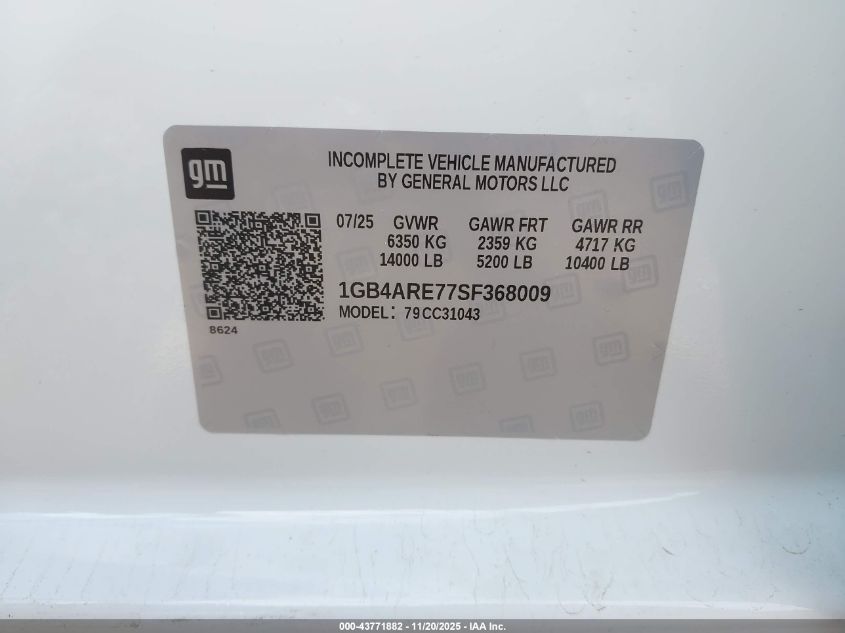 gm
INCOMPLETE VEHICLE MANUFACTURED
BY GENERAL MOTORS LLC
07/25 GVWR GAWR FRT GAWR RR
6350 KG 2359 KG 4717 KG
14000 LB 5200 LB 10400 LB
1GB4ARE77SF368009
MODEL: 79CC31043
8624
000-43771882 - 11/20/2025 - IAA Inc.